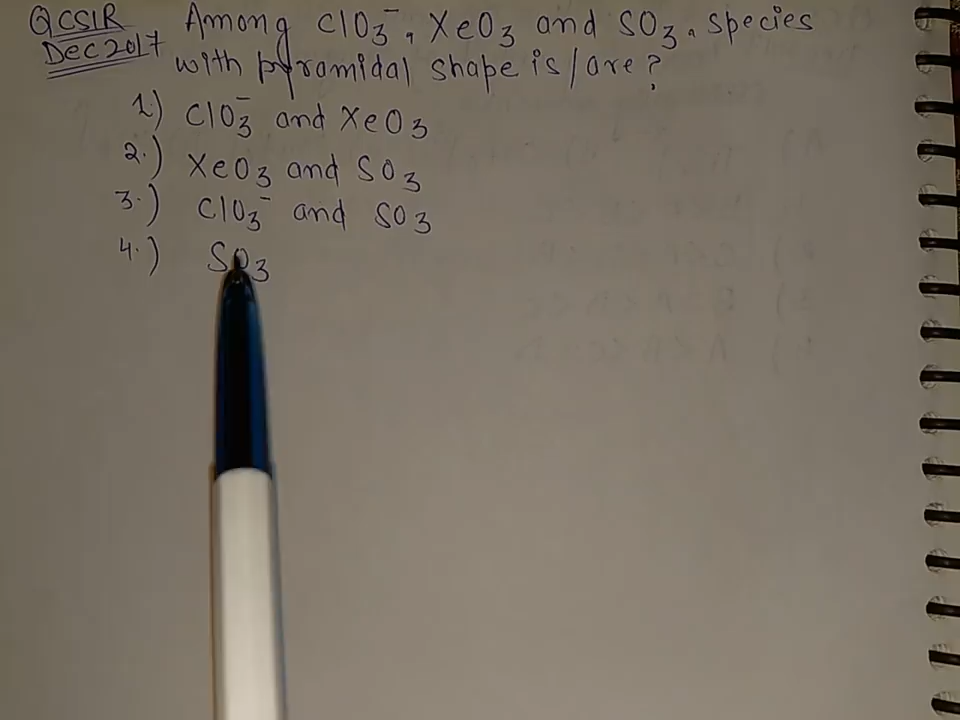 QCSIR Among ClO3⁻, XeO3 and SO3, species
Dec 2017 with pyramidal shape is/are?
1.) ClO3⁻ and XeO3
2.) XeO3 and SO3
3.) ClO3⁻ and SO3
4.) SO3